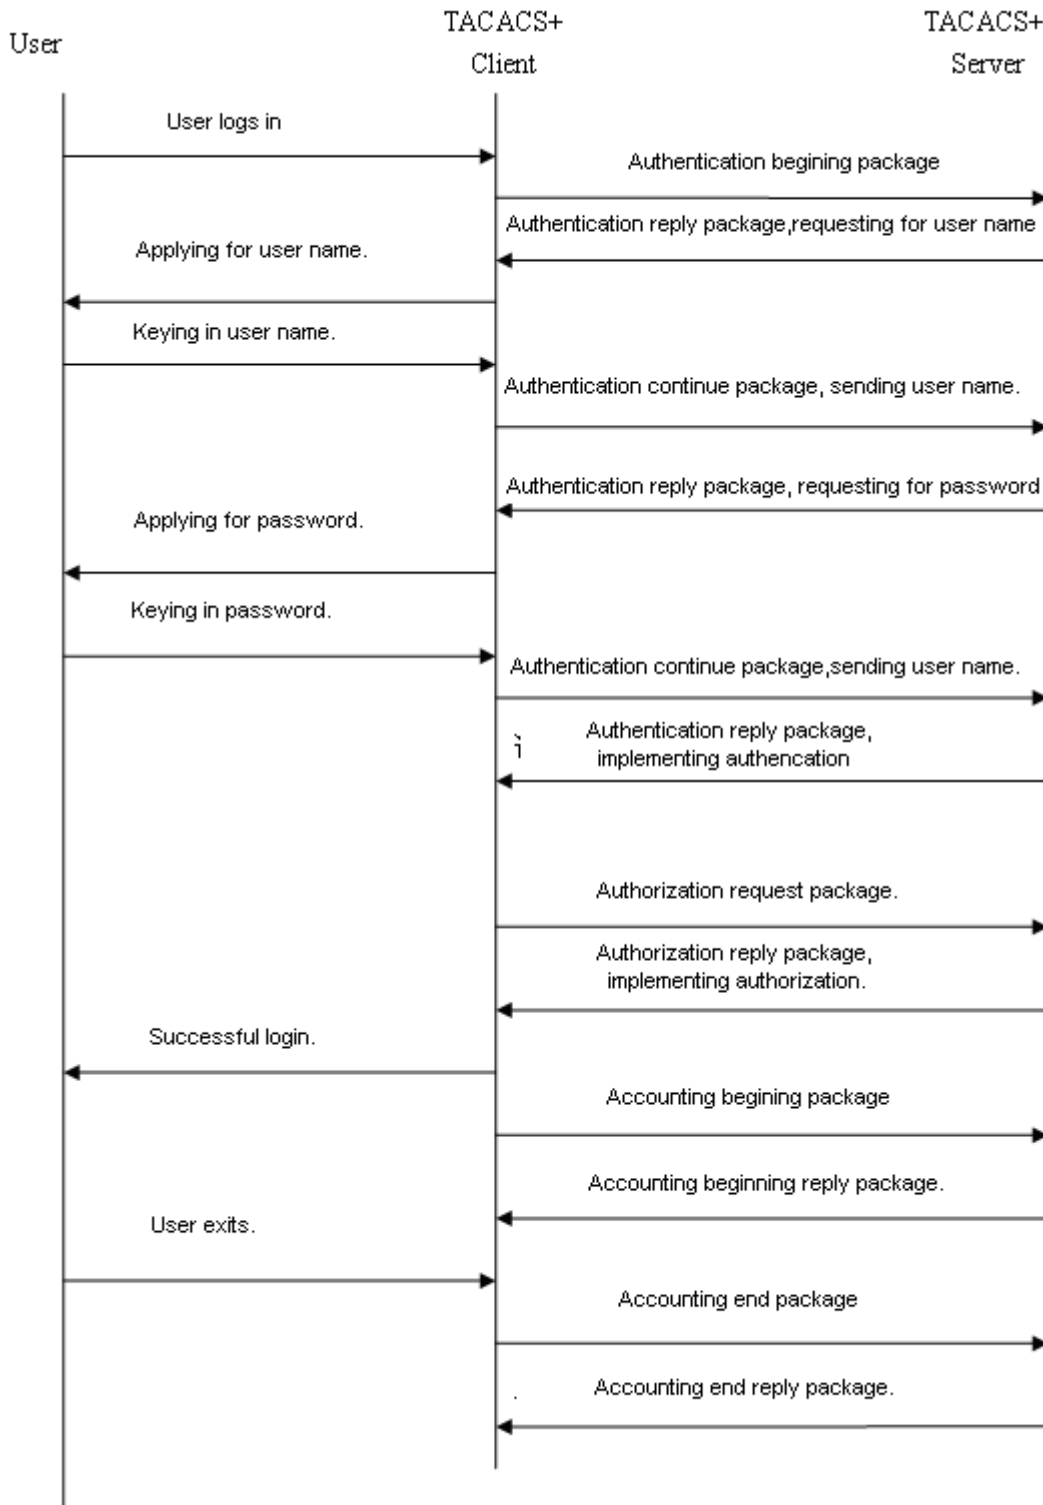 User
TACACS+
Client
TACACS+
Server
User logs in
Authentication begining package
Authentication reply package,requesting for user name
Applying for user name.
Keying in user name.
Authentication continue package, sending user name.
Authentication reply package, requesting for password
Applying for password.
Keying in password.
Authentication continue package,sending user name.
Authentication reply package,
implementing authencation
Authorization request package.
Authorization reply package,
implementing authorization.
Successful login.
Accounting begining package
Accounting beginning reply package.
User exits.
Accounting end package
Accounting end reply package.